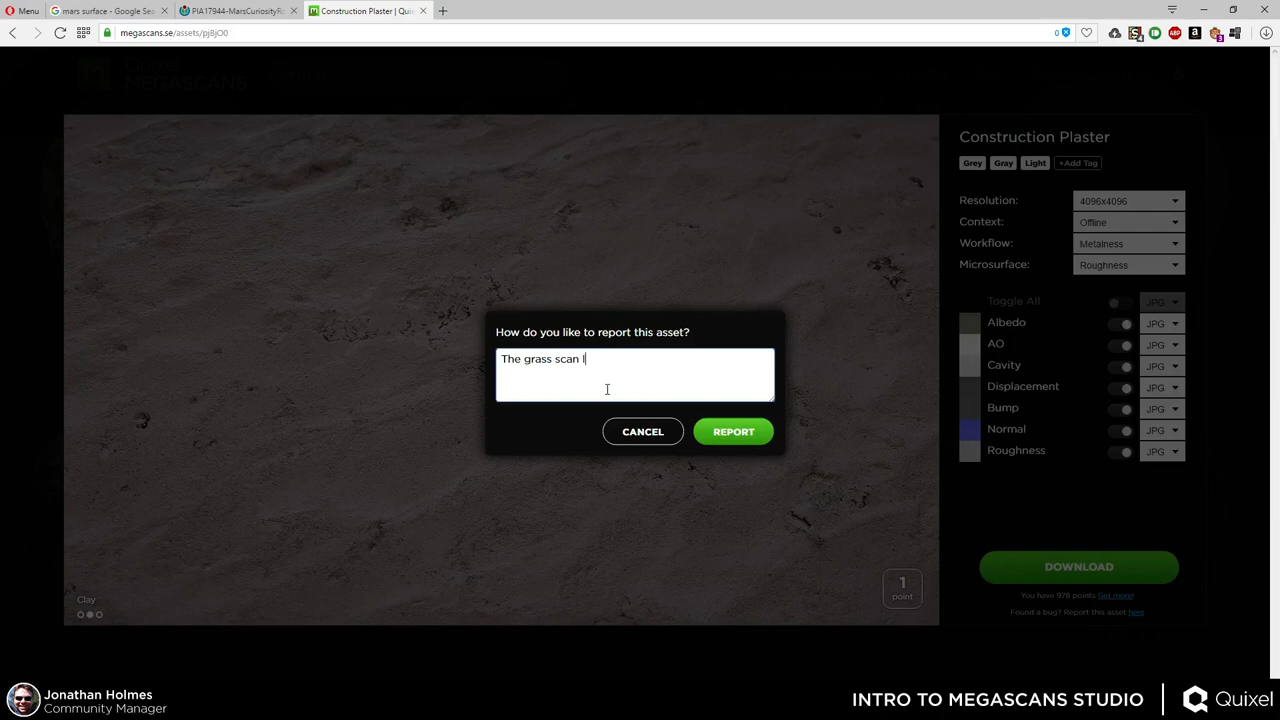 Menu
mars surface - Google Sea
PIA17944-MarsCuriosityR
Construction Plaster | Qui
megascans.se/assets/pjBjO0
0
Quixel
MEGASCANS
Construction Plaster
Grey Gray Light +Add Tag
Resolution: 4096x4096
Context: Offline
Workflow: Metalness
Microsurface: Roughness
Toggle All JPG
Albedo JPG
AO JPG
Cavity JPG
Displacement JPG
Bump JPG
Normal JPG
Roughness JPG
How do you like to report this asset?
The grass scan l
CANCEL REPORT
DOWNLOAD
You have 978 points Get more!
Found a bug? Report this asset here
1
point
Clay
Jonathan Holmes
Community Manager
INTRO TO MEGASCANS STUDIO
Quixel